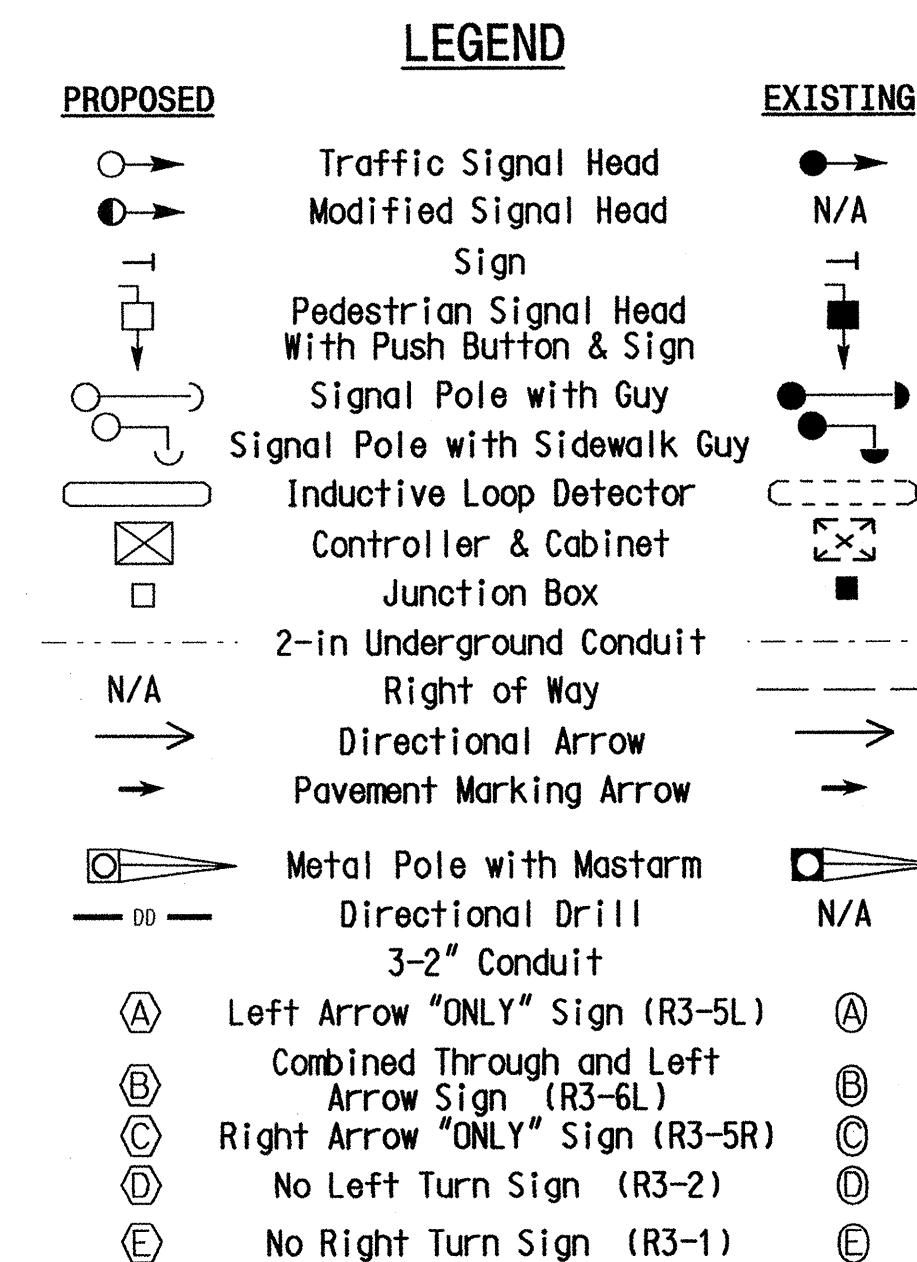 LEGEND
PROPOSED EXISTING
Traffic Signal Head
Modified Signal Head N/A
Sign
Pedestrian Signal Head
With Push Button & Sign
Signal Pole with Guy
Signal Pole with Sidewalk Guy
Inductive Loop Detector
Controller & Cabinet
Junction Box
2-in Underground Conduit
N/A Right of Way
Directional Arrow
Pavement Marking Arrow
Metal Pole with Mastarm
DD Directional Drill N/A
3-2" Conduit
A Left Arrow "ONLY" Sign (R3-5L) A
Combined Through and Left
B Arrow Sign (R3-6L) B
C Right Arrow "ONLY" Sign (R3-5R) C
D No Left Turn Sign (R3-2) D
E No Right Turn Sign (R3-1) E